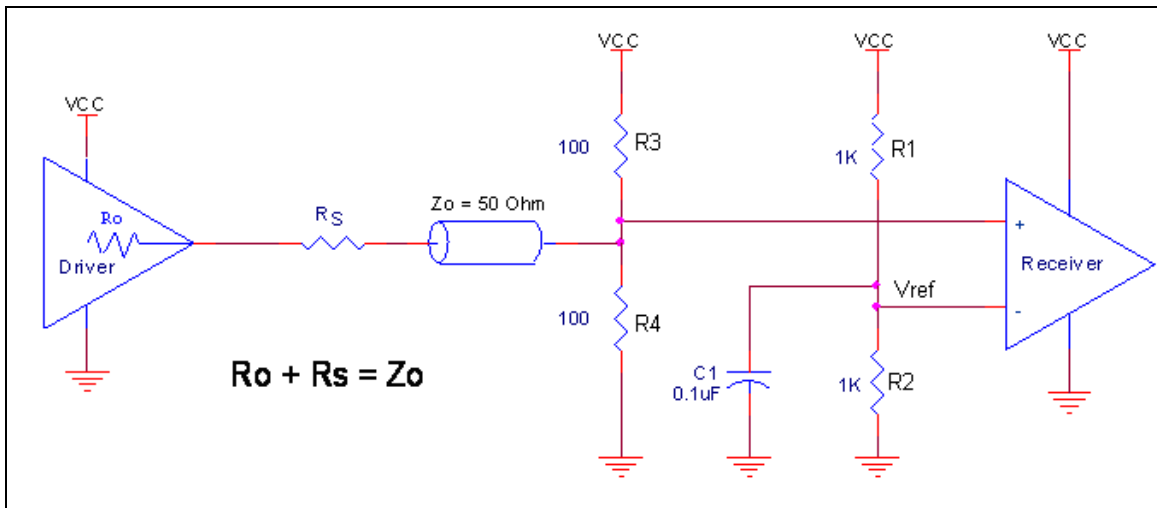 VCC
VCC
VCC
VCC
R3
100
R1
1K
Ro
Driver
RS
Zo = 50 Ohm
+
Receiver
-
Vref
R4
100
C1
0.1uF
R2
1K
Ro + Rs = Zo